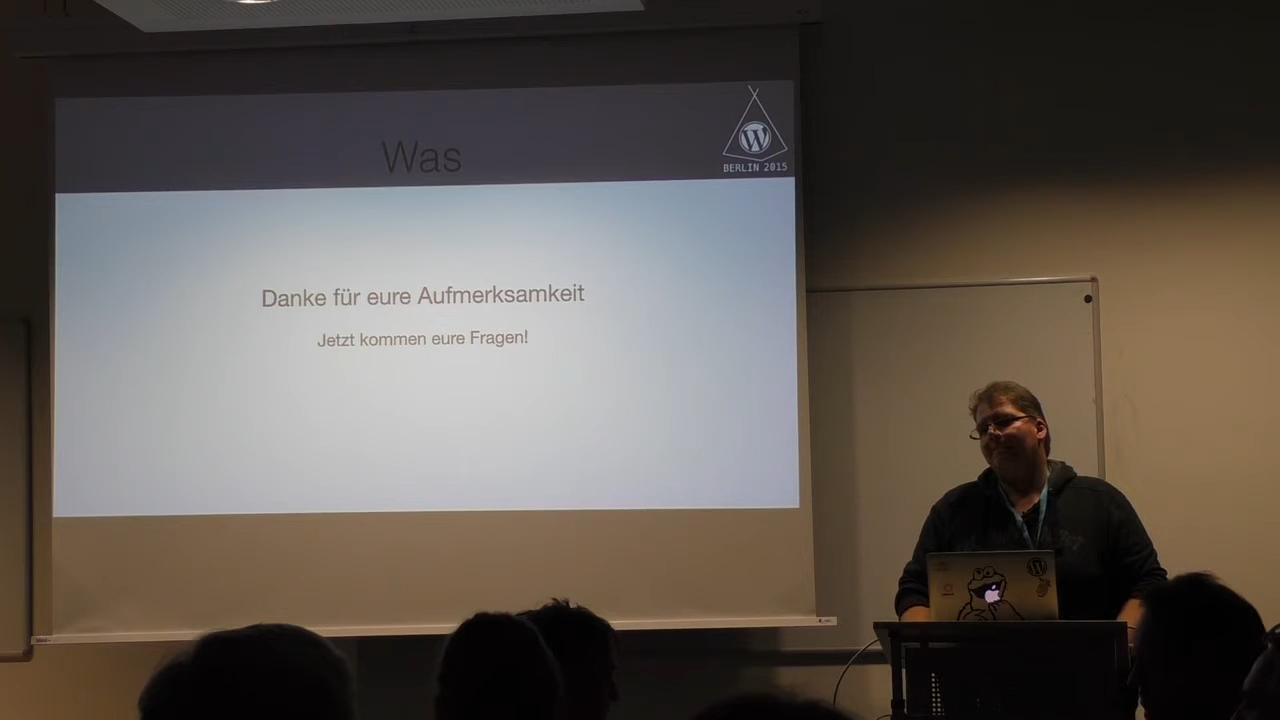 Was
BERLIN 2015
Danke für eure Aufmerksamkeit
Jetzt kommen eure Fragen!